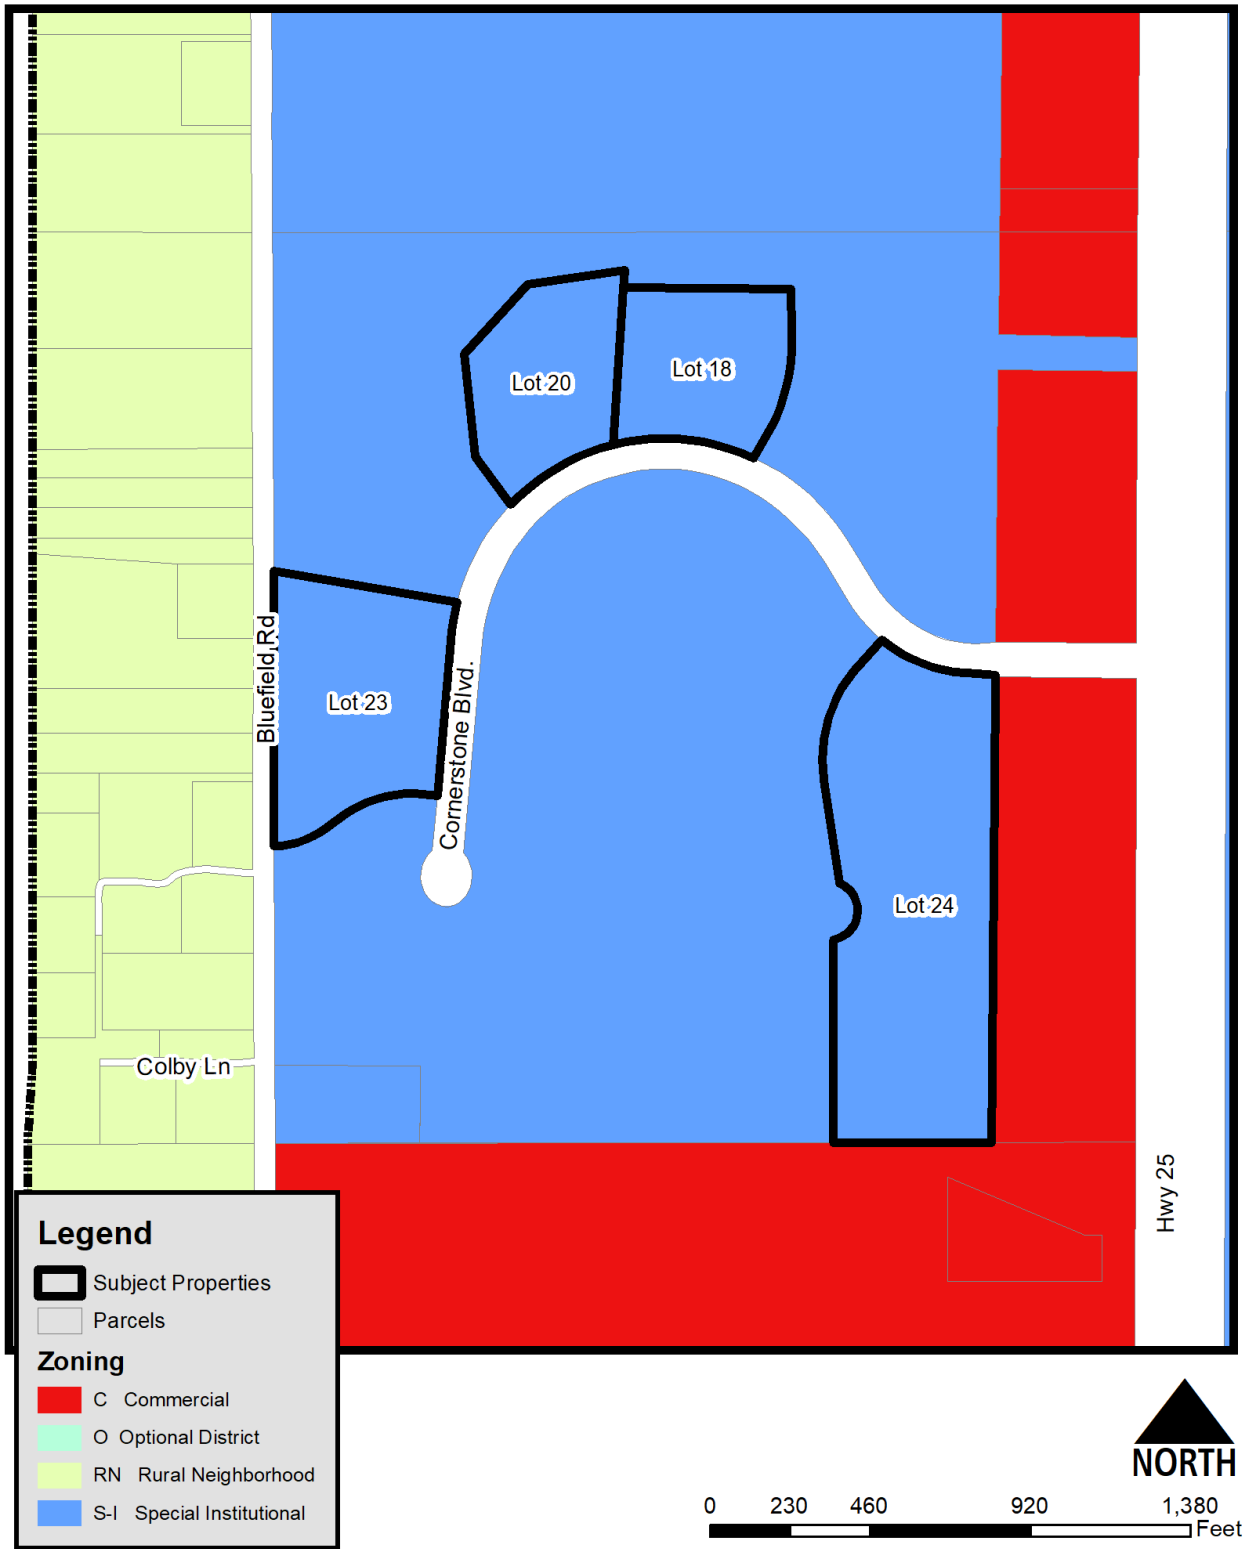 Lot 20
Lot 18
Bluefield Rd
Lot 23
Cornerstone Blvd.
Lot 24
Colby Ln
Hwy 25
Legend
Subject Properties
Parcels
Zoning
C Commercial
O Optional District
RN Rural Neighborhood
S-I Special Institutional
NORTH
0 230 460 920 1,380
Feet